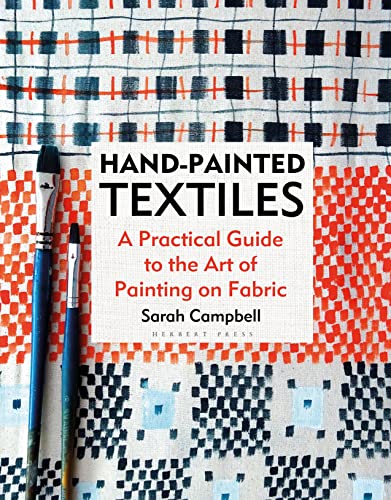 HAND-PAINTED
TEXTILES
A Practical Guide
to the Art of
Painting on Fabric
Sarah Campbell
HERBERT PRESS